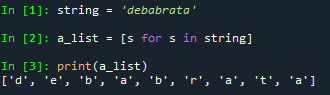 In [1]: string = 'debabrata'
In [2]: a_list = [s for s in string]
In [3]: print(a_list)
['d', 'e', 'b', 'a', 'b', 'r', 'a', 't', 'a']